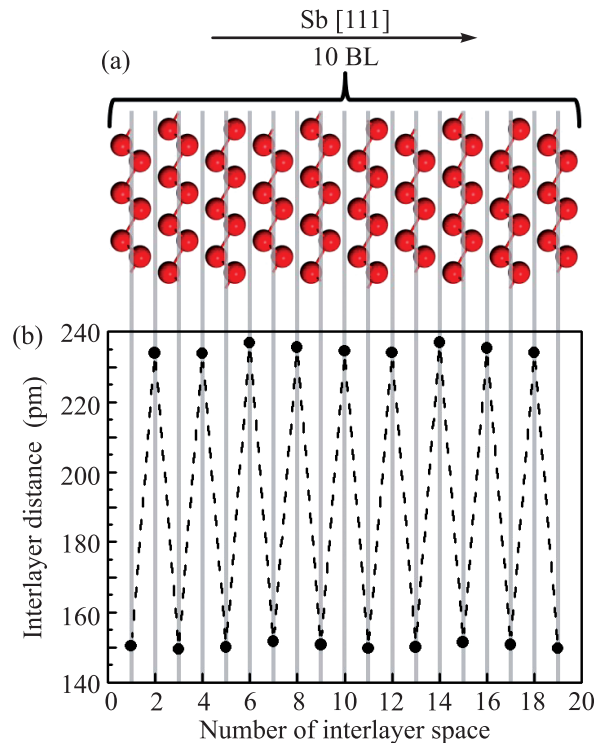 Sb [111]
(a)
10 BL
(b)
240
220
200
180
160
140
Interlayer distance (pm)
0 2 4 6 8 10 12 14 16 18 20
Number of interlayer space